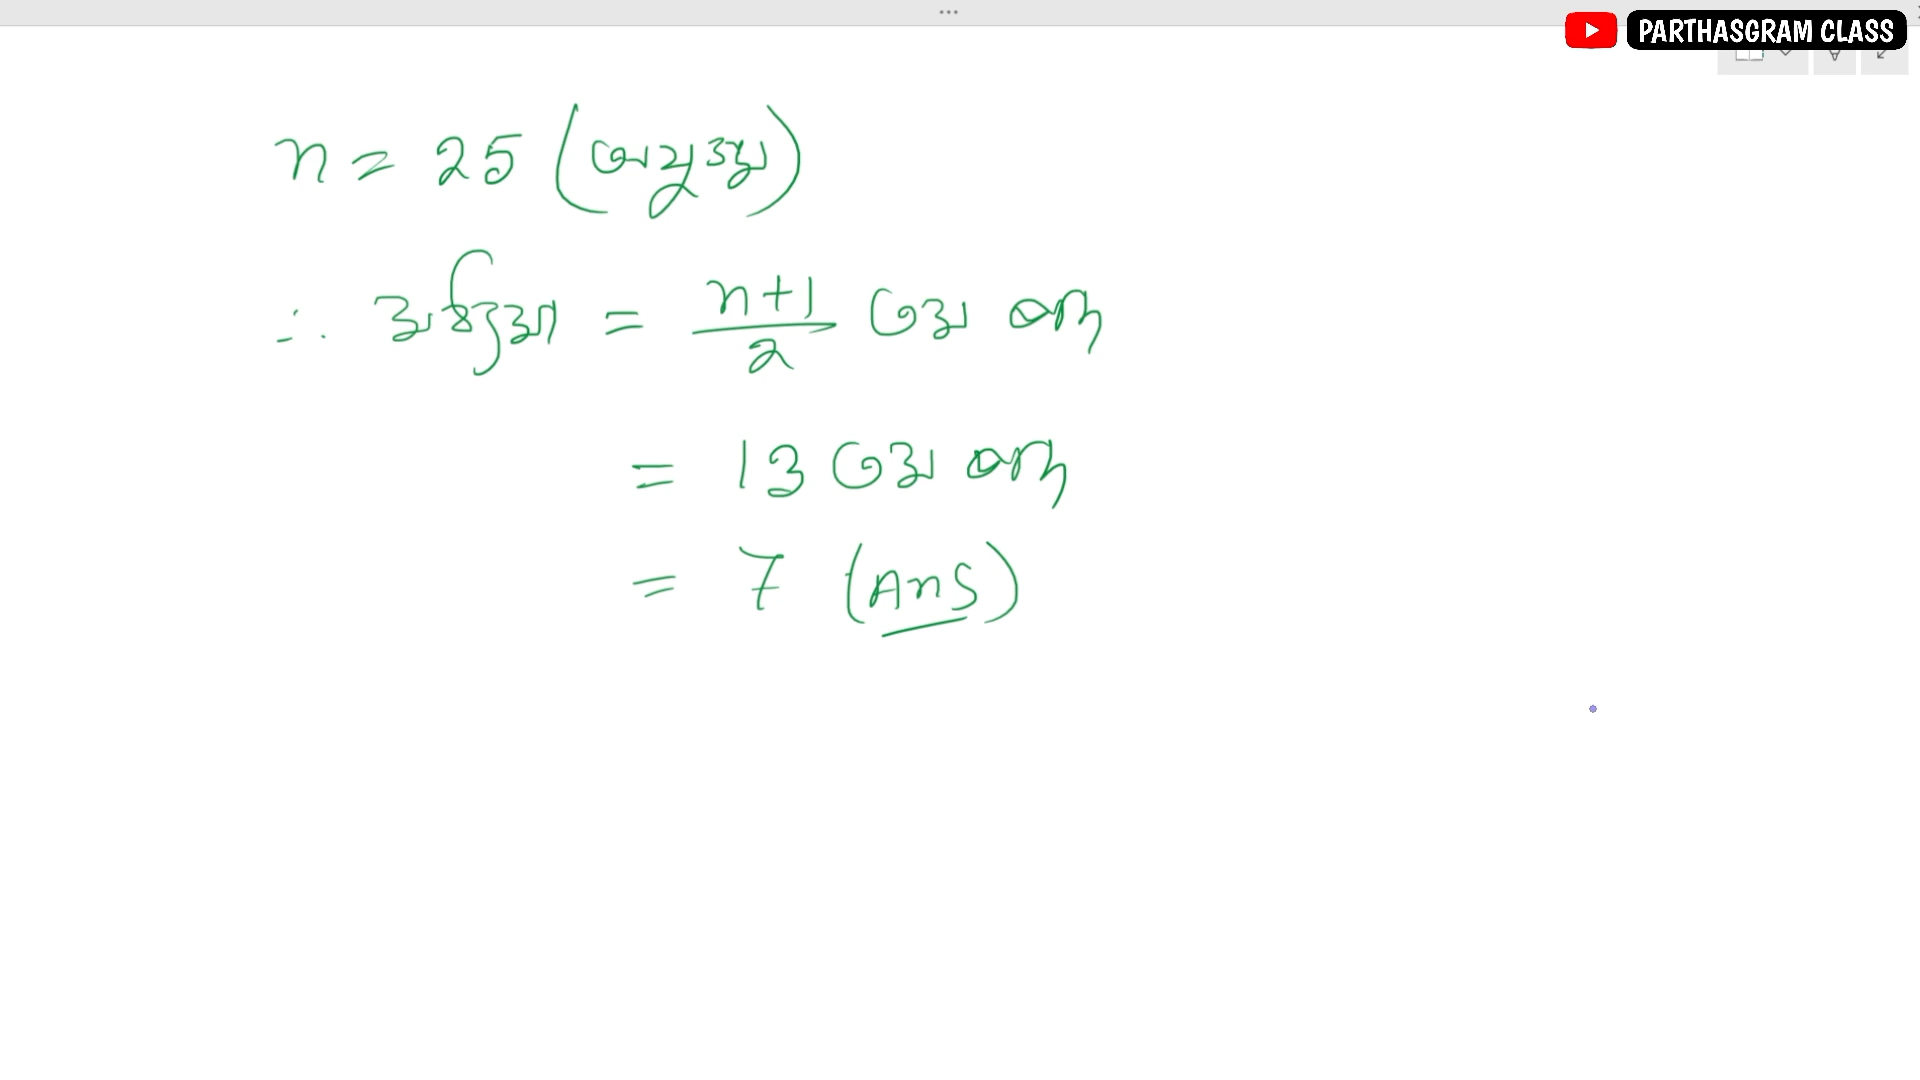 PARTHASGRAM CLASS
n = 25 (অযুগ্ম)
∴ মধ্যমা = n+1/2 তম পদ
= 13 তম পদ
= 7 (Ans)